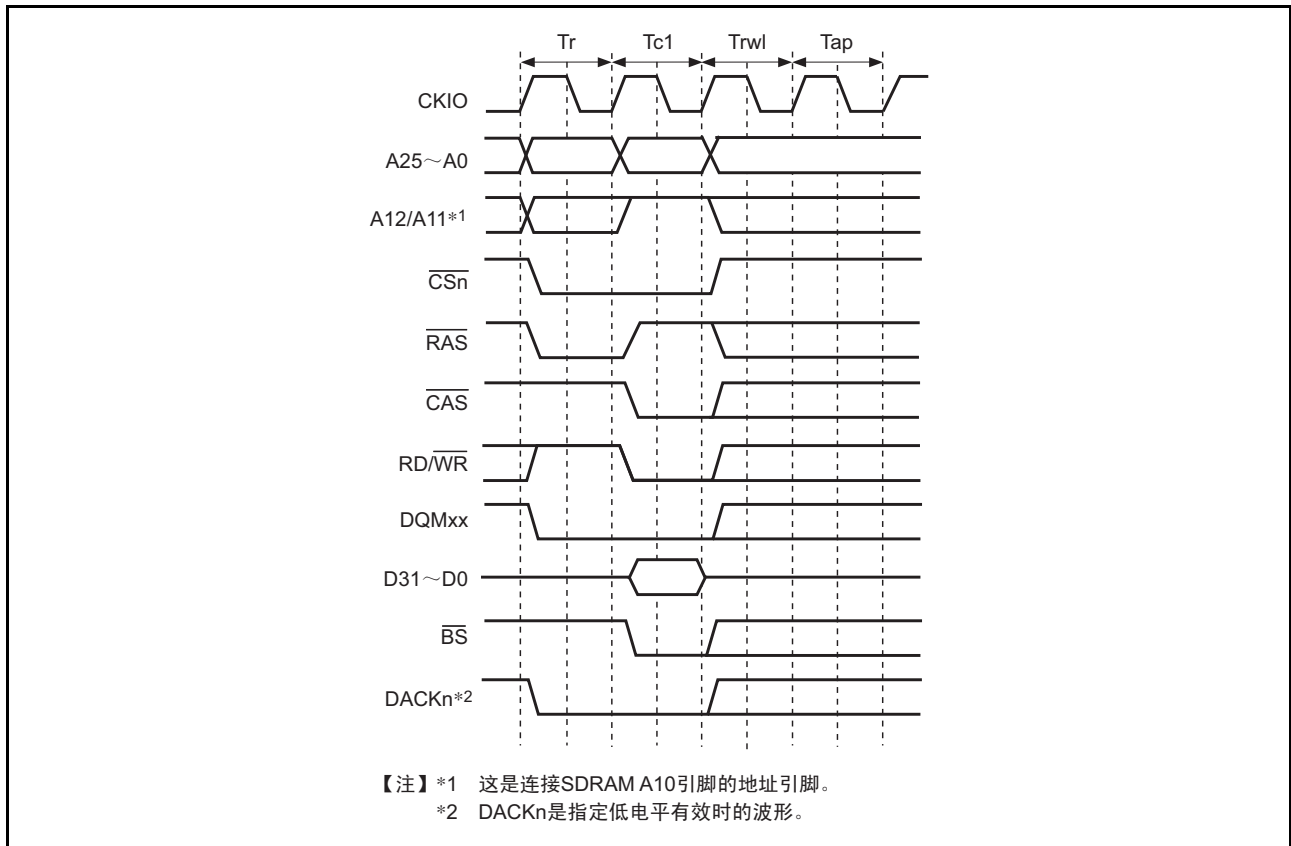 Tr Tc1 Trwl Tap
CKIO
A25～A0
A12/A11*1
CSn
RAS
CAS
RD/WR
DQMxx
D31～D0
BS
DACKn*2
【注】*1 这是连接SDRAM A10引脚的地址引脚。
*2 DACKn是指定低电平有效时的波形。